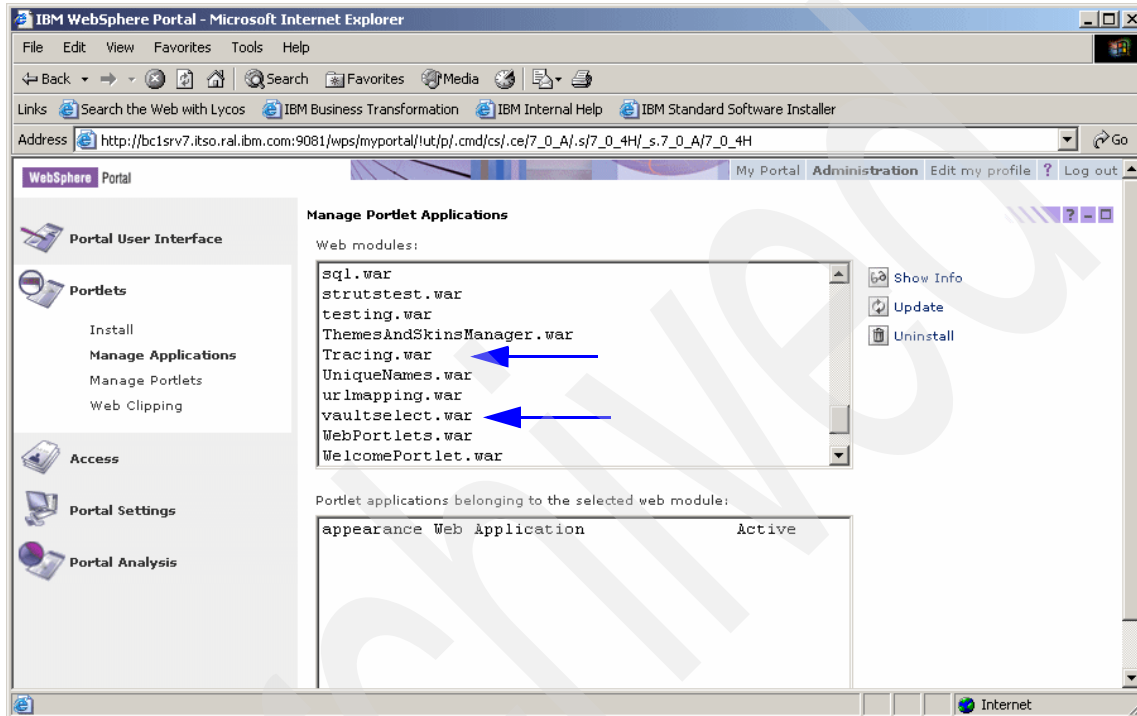 IBM WebSphere Portal - Microsoft Internet Explorer
File Edit View Favorites Tools Help
Back Search Favorites Media
Links Search the Web with Lycos IBM Business Transformation IBM Internal Help IBM Standard Software Installer
Address http://bc1srv7.itso.ral.ibm.com:9081/wps/myportal/!ut/p/.cmd/cs/.ce/7_0_A/.s/7_0_4H/_s.7_0_A/7_0_4H Go
WebSphere Portal
My Portal Administration Edit my profile ? Log out
Portal User Interface
Portlets
Install
Manage Applications
Manage Portlets
Web Clipping
Access
Portal Settings
Portal Analysis
Manage Portlet Applications
?
Web modules:
sql.war
strutstest.war
testing.war
ThemesAndSkinsManager.war
Tracing.war
UniqueNames.war
urlmapping.war
vaultselect.war
WebPortlets.war
WelcomePortlet.war
Show Info
Update
Uninstall
Portlet applications belonging to the selected web module:
appearance Web Application Active
Internet